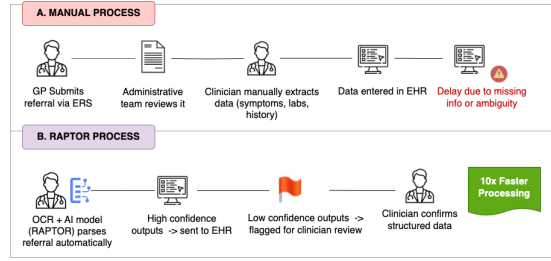 A. MANUAL PROCESS
GP Submits
referral via ERS
Administrative
team reviews it
Clinician manually extracts
data (symptoms, labs,
history)
Data entered in EHR
Delay due to missing
info or ambiguity
B. RAPTOR PROCESS
OCR + AI model
(RAPTOR) parses
referral automatically
High confidence
outputs -> sent to EHR
Low confidence outputs ->
flagged for clinician review
Clinician confirms
structured data
10x Faster
Processing